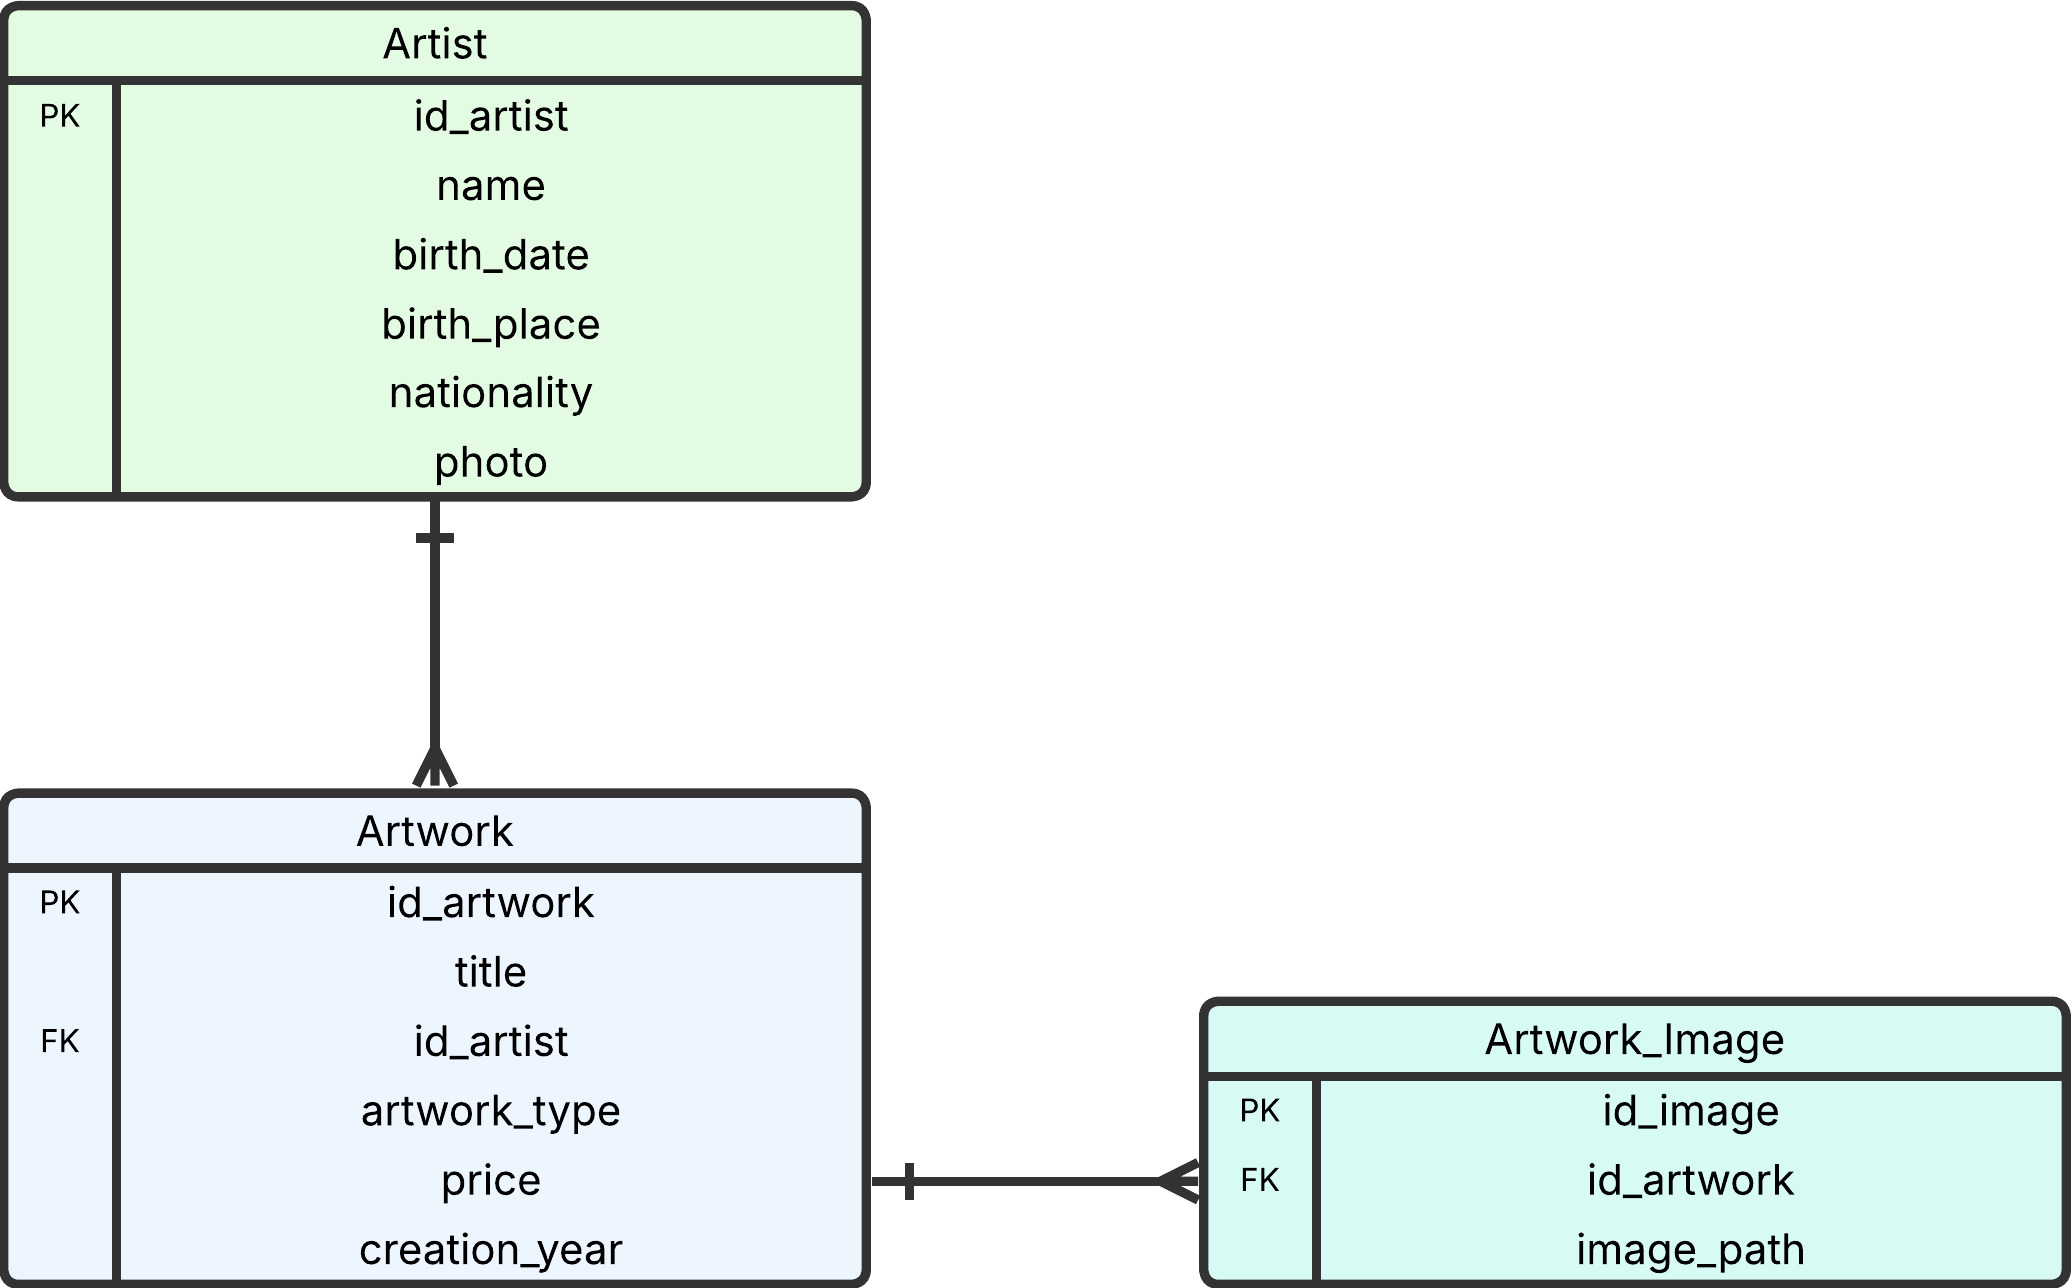 Artist
PK id_artist
name
birth_date
birth_place
nationality
photo
Artwork
PK id_artwork
title
FK id_artist
artwork_type
price
creation_year
Artwork_Image
PK id_image
FK id_artwork
image_path